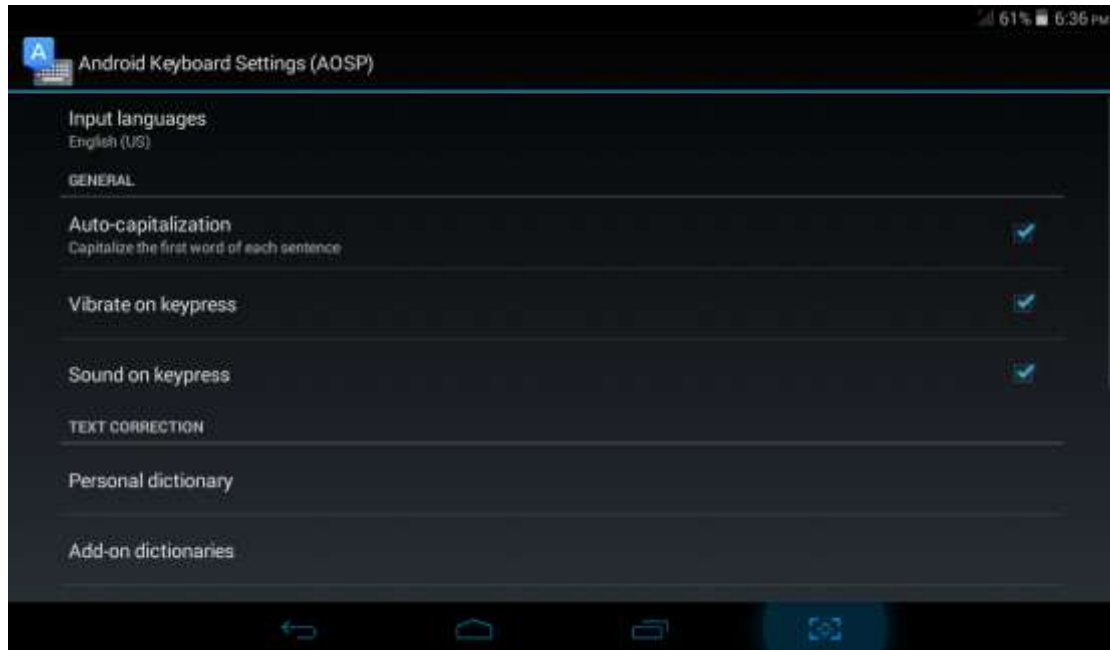 61% 6:36 PM
A
Android Keyboard Settings (AOSP)
Input languages
English (US)
GENERAL
Auto-capitalization
Capitalize the first word of each sentence
Vibrate on keypress
Sound on keypress
TEXT CORRECTION
Personal dictionary
Add-on dictionaries